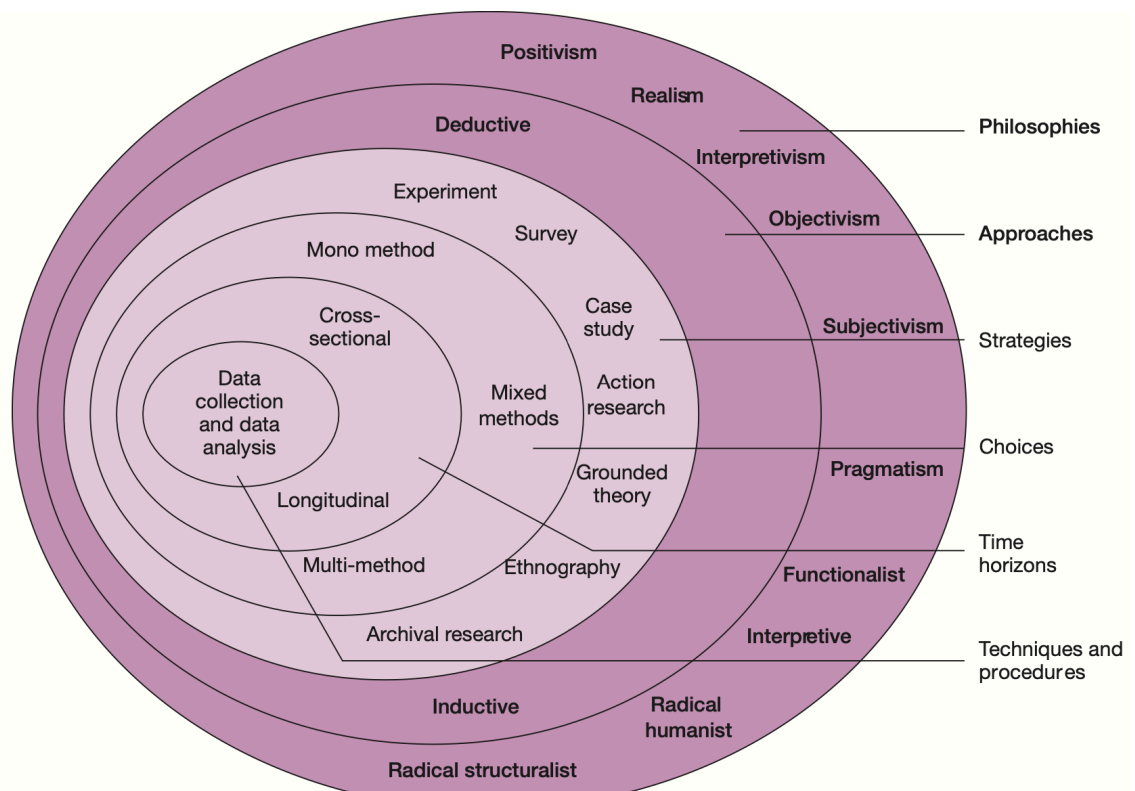 Positivism
Realism
Philosophies
Deductive
Interpretivism
Experiment
Objectivism
Survey
Approaches
Mono method
Case
study
Cross-
sectional
Subjectivism
Strategies
Data
collection
and data
analysis
Mixed
methods
Action
research
Choices
Pragmatism
Grounded
theory
Longitudinal
Time
horizons
Multi-method
Ethnography
Functionalist
Archival research
Interpretive
Techniques and
procedures
Inductive
Radical
humanist
Radical structuralist